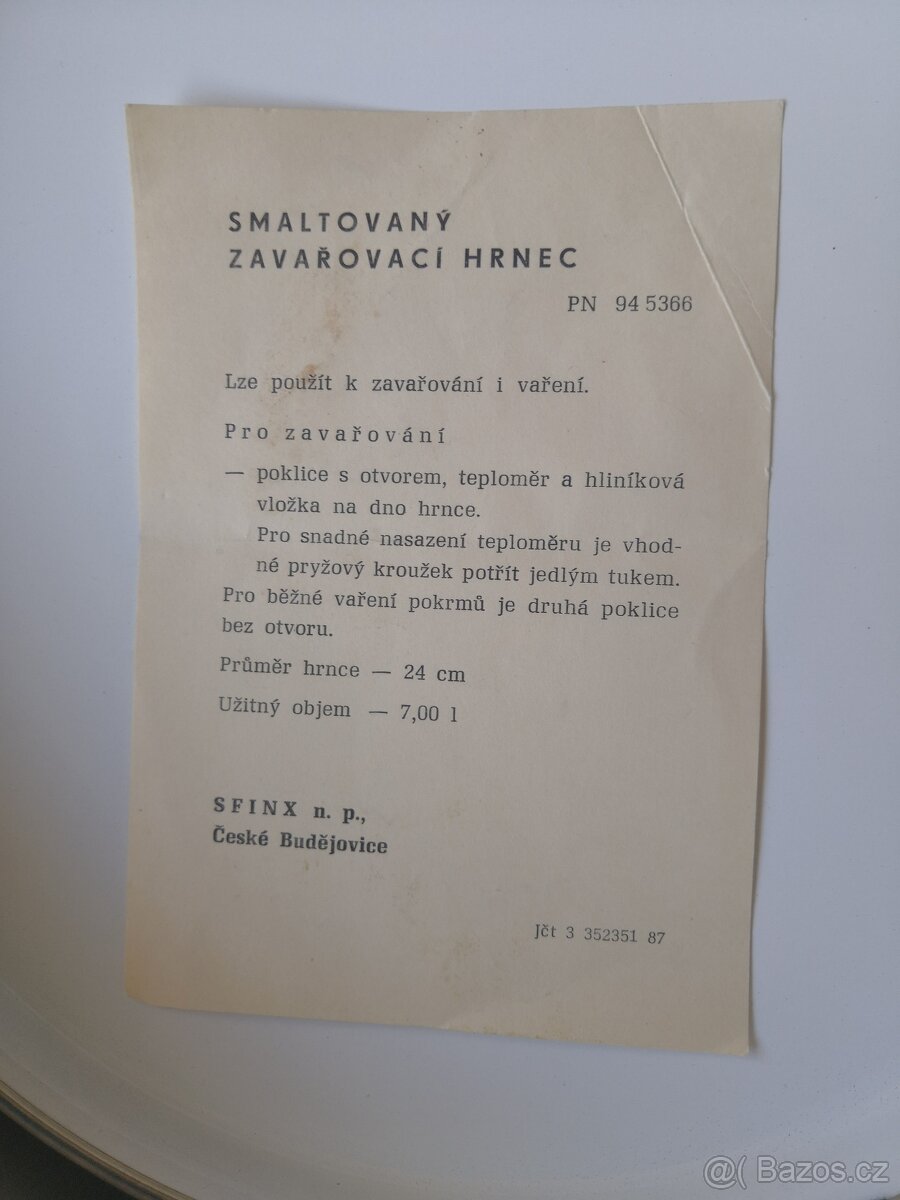 SMALTOVANÝ
ZAVAŘOVACÍ HRNEC
PN 94 5366
Lze použít k zavařování i vaření.
Pro zavařování
— poklice s otvorem, teploměr a hliníková
vložka na dno hrnce.
Pro snadné nasazení teploměru je vhod-
né pryžový kroužek potřít jedlým tukem.
Pro běžné vaření pokrmů je druhá poklice
bez otvoru.
Průměr hrnce — 24 cm
Užitný objem — 7,00 l
SFINX n. p.,
České Budějovice
Jčt 3 352351 87
@( Bazos.cz